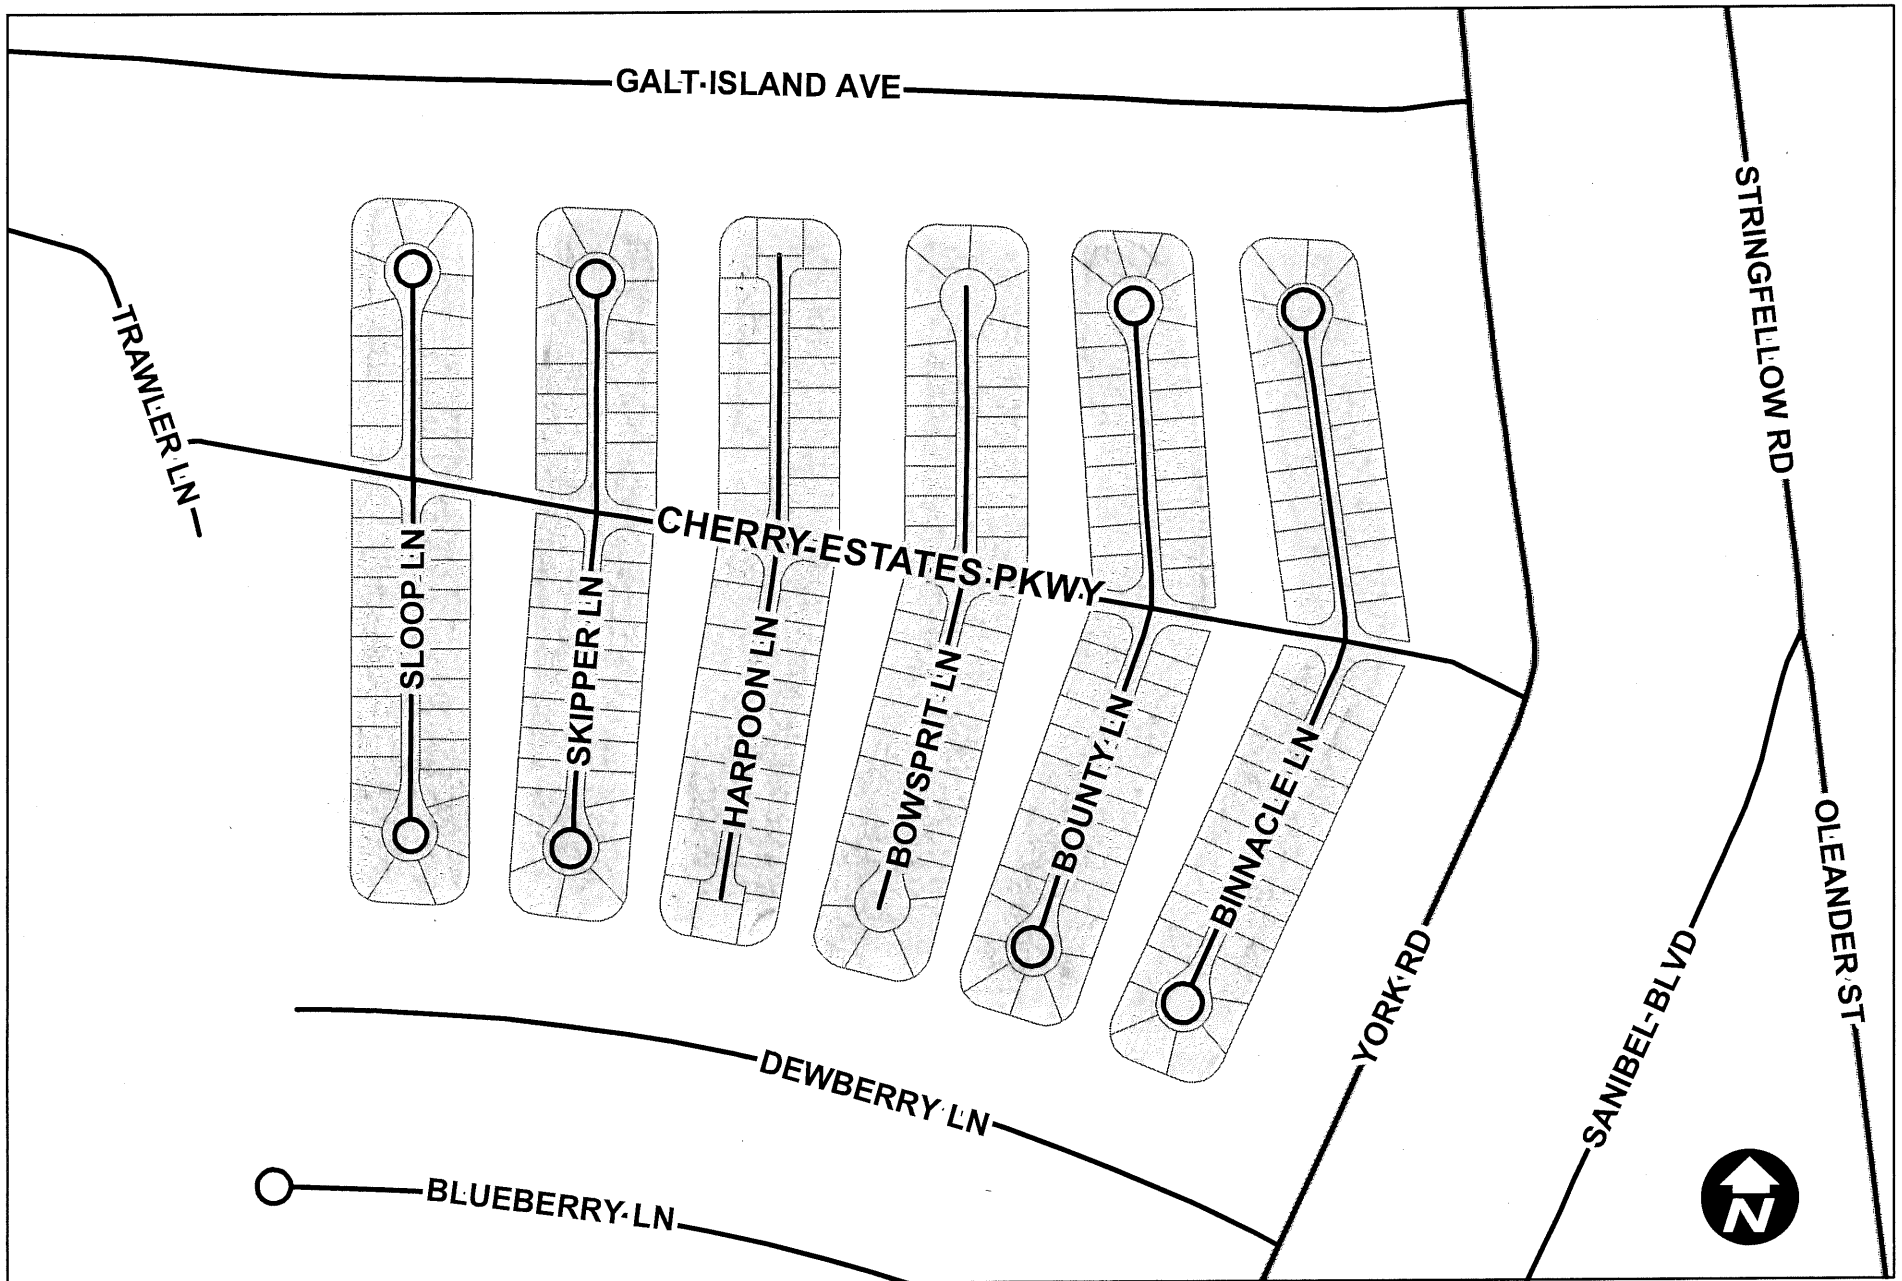 GALT ISLAND AVE
STRINGFELLOW RD
TRAWLER LN
CHERRY ESTATES PKWY
SLOOP LN
SKIPPER LN
HARPOON LN
BOWSPRIT LN
BOUNTY LN
BINNACLE LN
YORK RD
SANIBEL BLVD
OLEANDER ST
DEWBERRY LN
BLUEBERRY LN
N